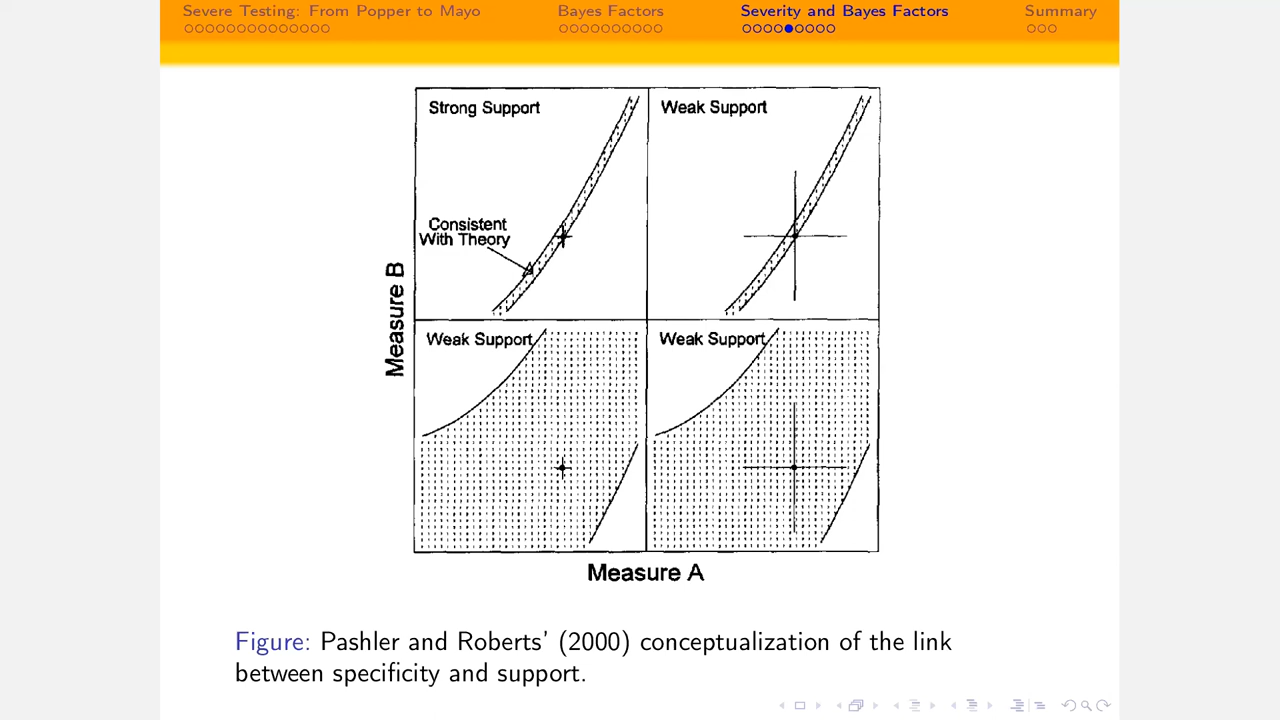 Severe Testing: From Popper to Mayo
Bayes Factors
Severity and Bayes Factors
Summary
Strong Support
Weak Support
Consistent
With Theory
Measure B
Weak Support
Weak Support
Measure A
Figure: Pashler and Roberts' (2000) conceptualization of the link
between specificity and support.